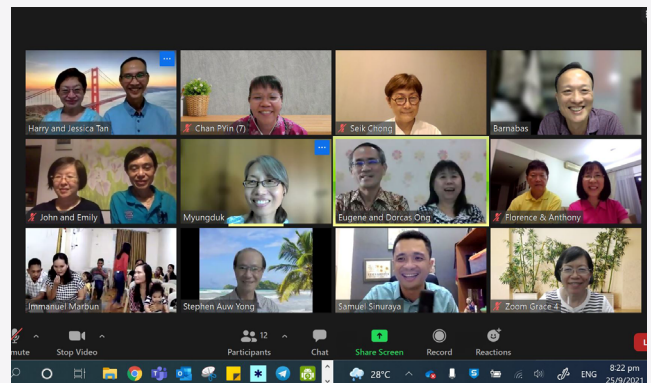 Harry and Jessica Tan
Chan PYin (7)
Seik Chong
Barnabas
John and Emily
Myungduk
Eugene and Dorcas Ong
Florence & Anthony
Immanuel Marbun
Stephen Auw Yong
Samuel Sinuraya
Zoom Grace 4
mute
Stop Video
12
Participants
Chat
Share Screen
Record
Reactions
L
28°C
ENG
8:22 pm
25/9/2021